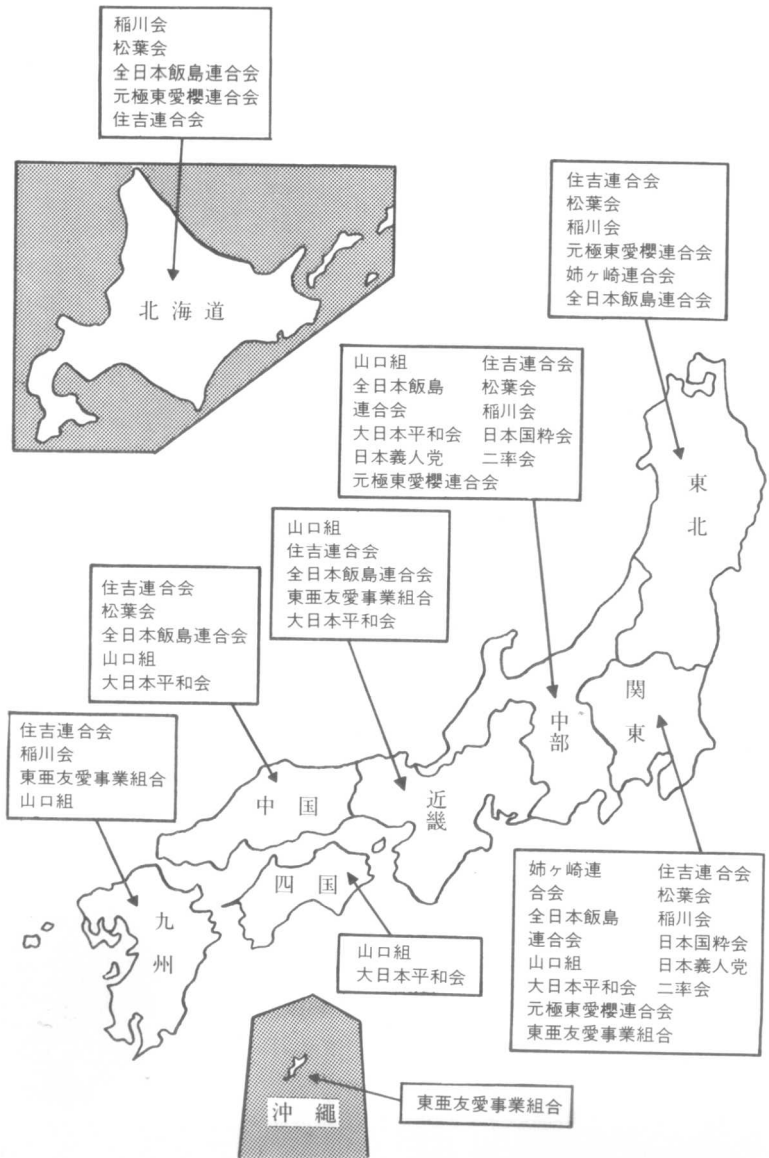 稲川会
松葉会
全日本飯島連合会
元極東愛櫻連合会
住吉連合会
北海道
住吉連合会
松葉会
稲川会
元極東愛櫻連合会
姉ヶ崎連合会
全日本飯島連合会
東北
山口組 住吉連合会
全日本飯島 松葉会
連合会 稲川会
大日本平和会 日本国粋会
日本義人党 二率会
元極東愛櫻連合会
中部
山口組
住吉連合会
全日本飯島連合会
東亜友愛事業組合
大日本平和会
近畿
住吉連合会
松葉会
全日本飯島連合会
山口組
大日本平和会
中国
住吉連合会
稲川会
東亜友愛事業組合
山口組
九州
関東
姉ヶ崎連 住吉連合会
合会 松葉会
全日本飯島 稲川会
連合会 日本国粋会
山口組 日本義人党
大日本平和会 二率会
元極東愛櫻連合会
東亜友愛事業組合
四国
山口組
大日本平和会
沖繩
東亜友愛事業組合